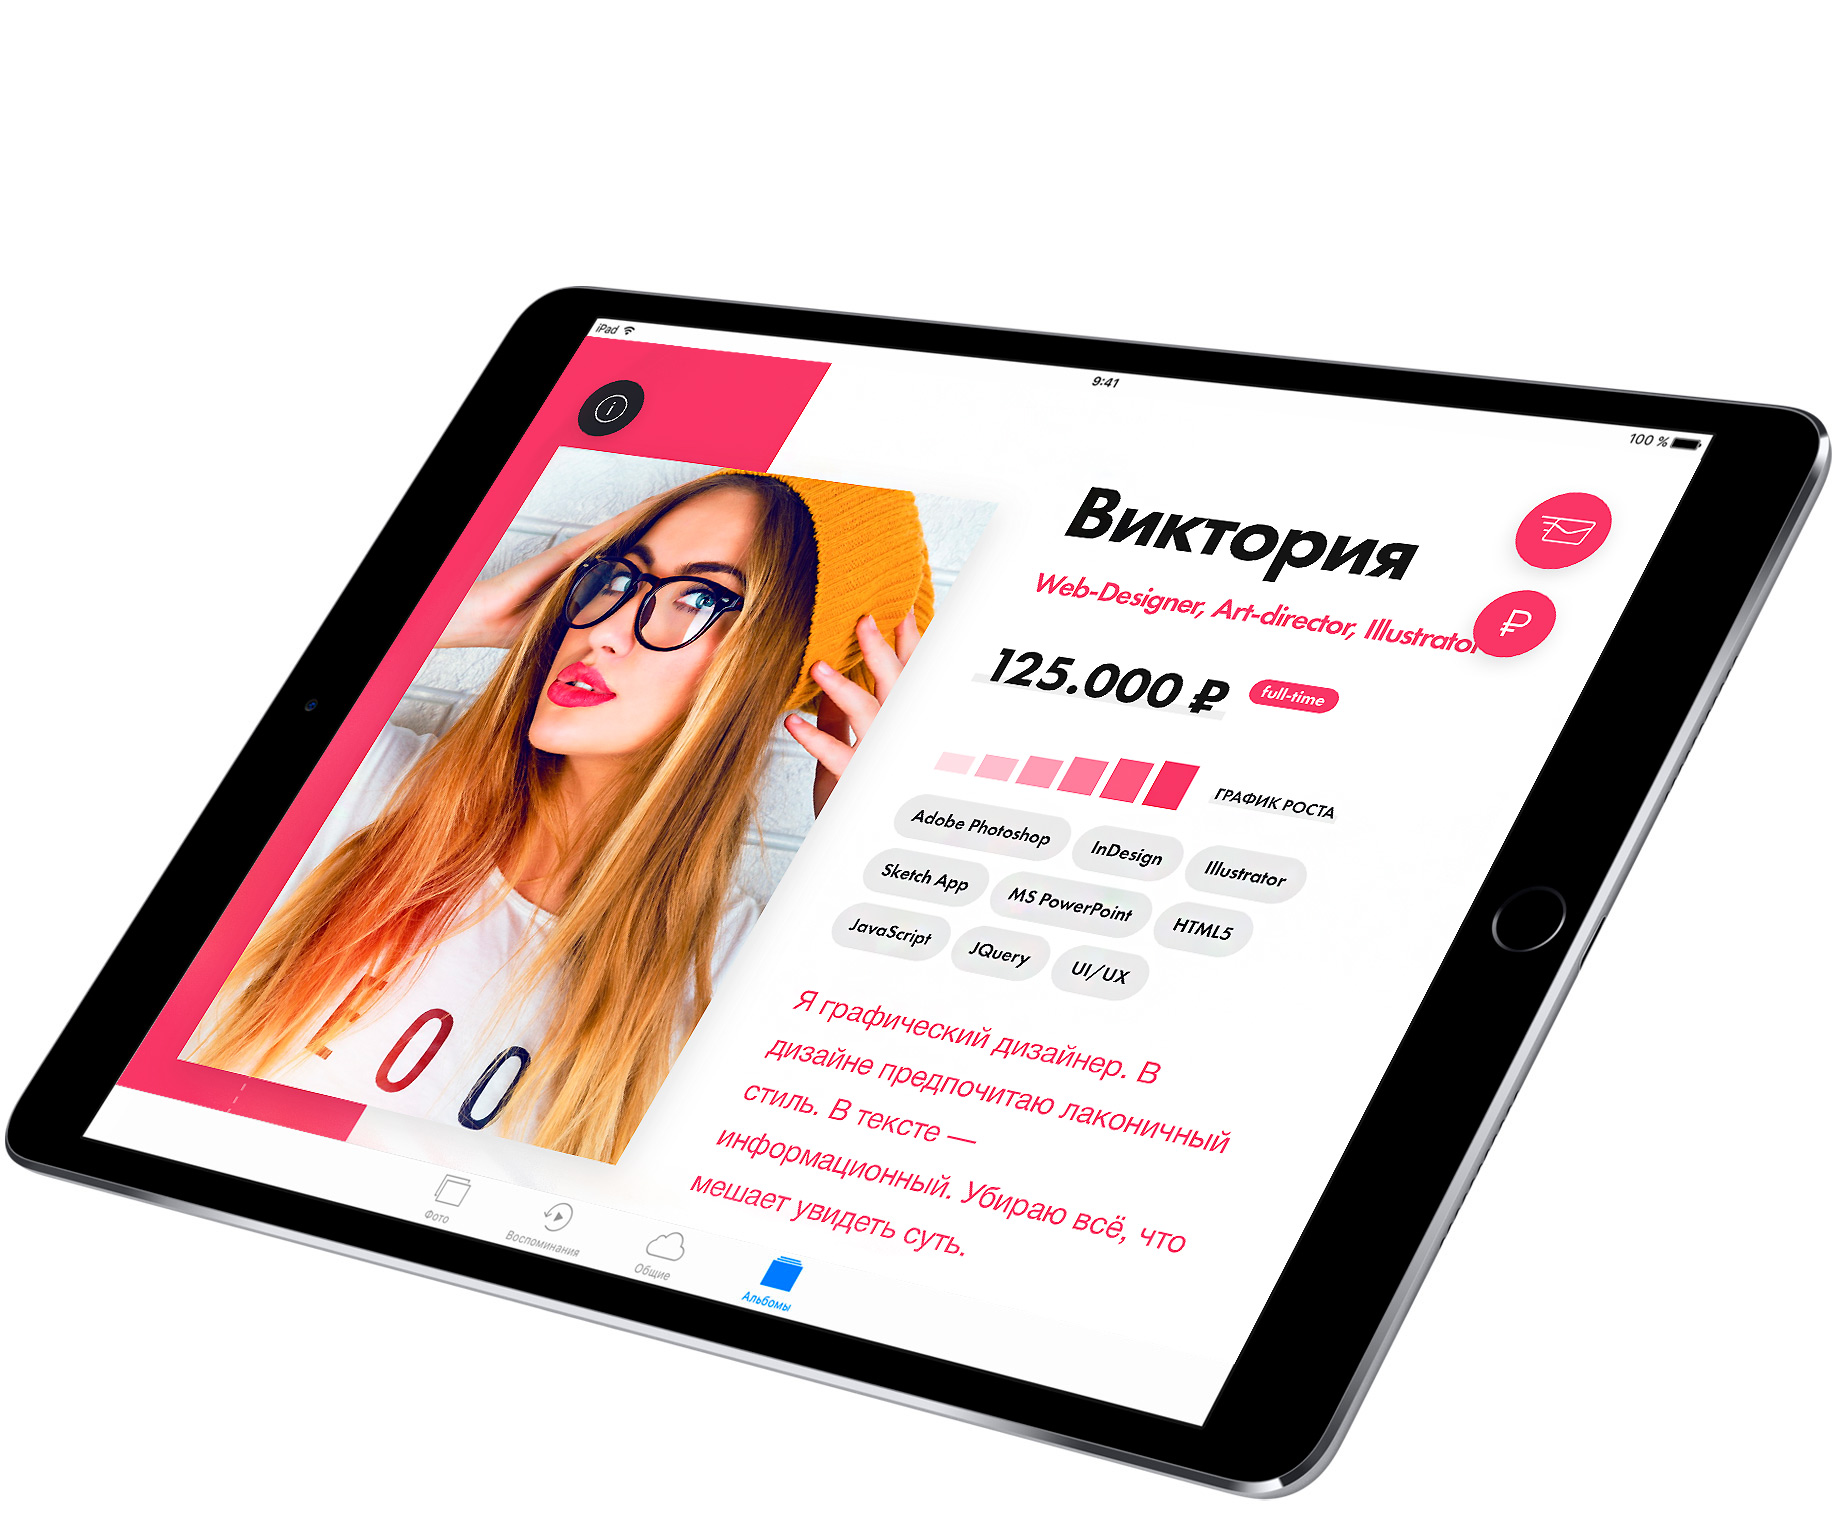 iPad
9:41
100 %
Виктория
Web-Designer, Art-director, Illustrator
125.000 ₽
full-time
₽
ГРАФИК РОСТА
Adobe Photoshop
InDesign
Illustrator
Sketch App
MS PowerPoint
HTML5
JavaScript
JQuery
UI/UX
Я графический дизайнер. В
дизайне предпочитаю лаконичный
стиль. В тексте —
информационный. Убираю всё, что
мешает увидеть суть.
Фото
Воспоминания
Общие
Альбомы